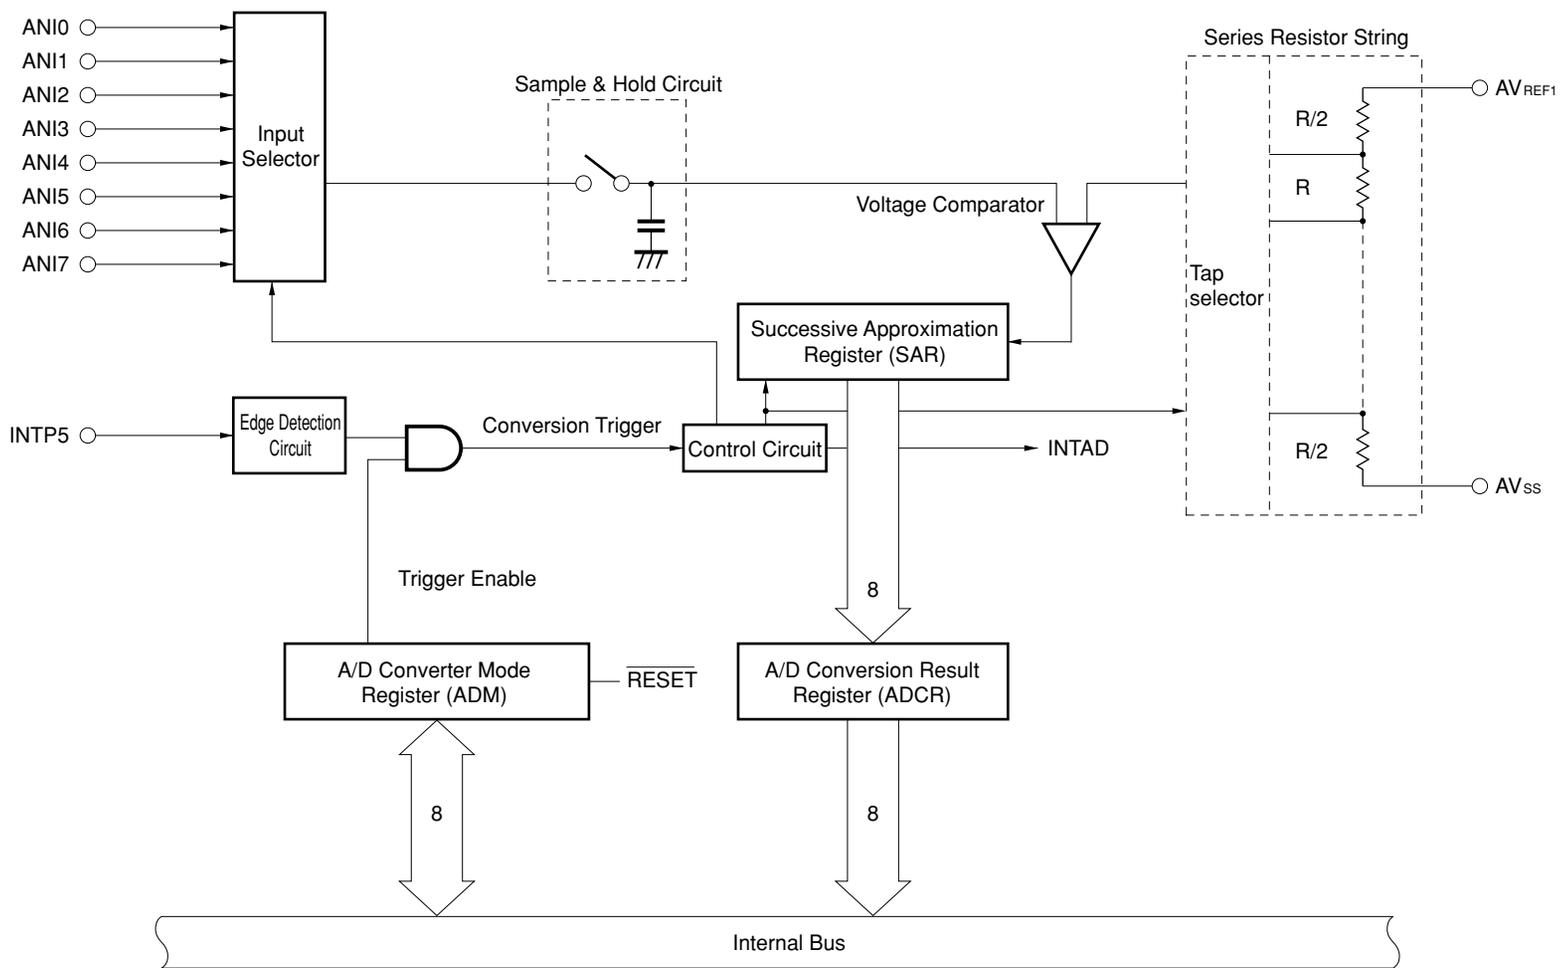 ANI0
ANI1
ANI2
ANI3
ANI4
ANI5
ANI6
ANI7
Input
Selector
Sample & Hold Circuit
Voltage Comparator
Series Resistor String
AVREF1
R/2
R
Tap
selector
R/2
AVSS
Successive Approximation
Register (SAR)
INTP5
Edge Detection
Circuit
Conversion Trigger
Control Circuit
INTAD
Trigger Enable
8
A/D Converter Mode
Register (ADM)
RESET
A/D Conversion Result
Register (ADCR)
8
8
Internal Bus